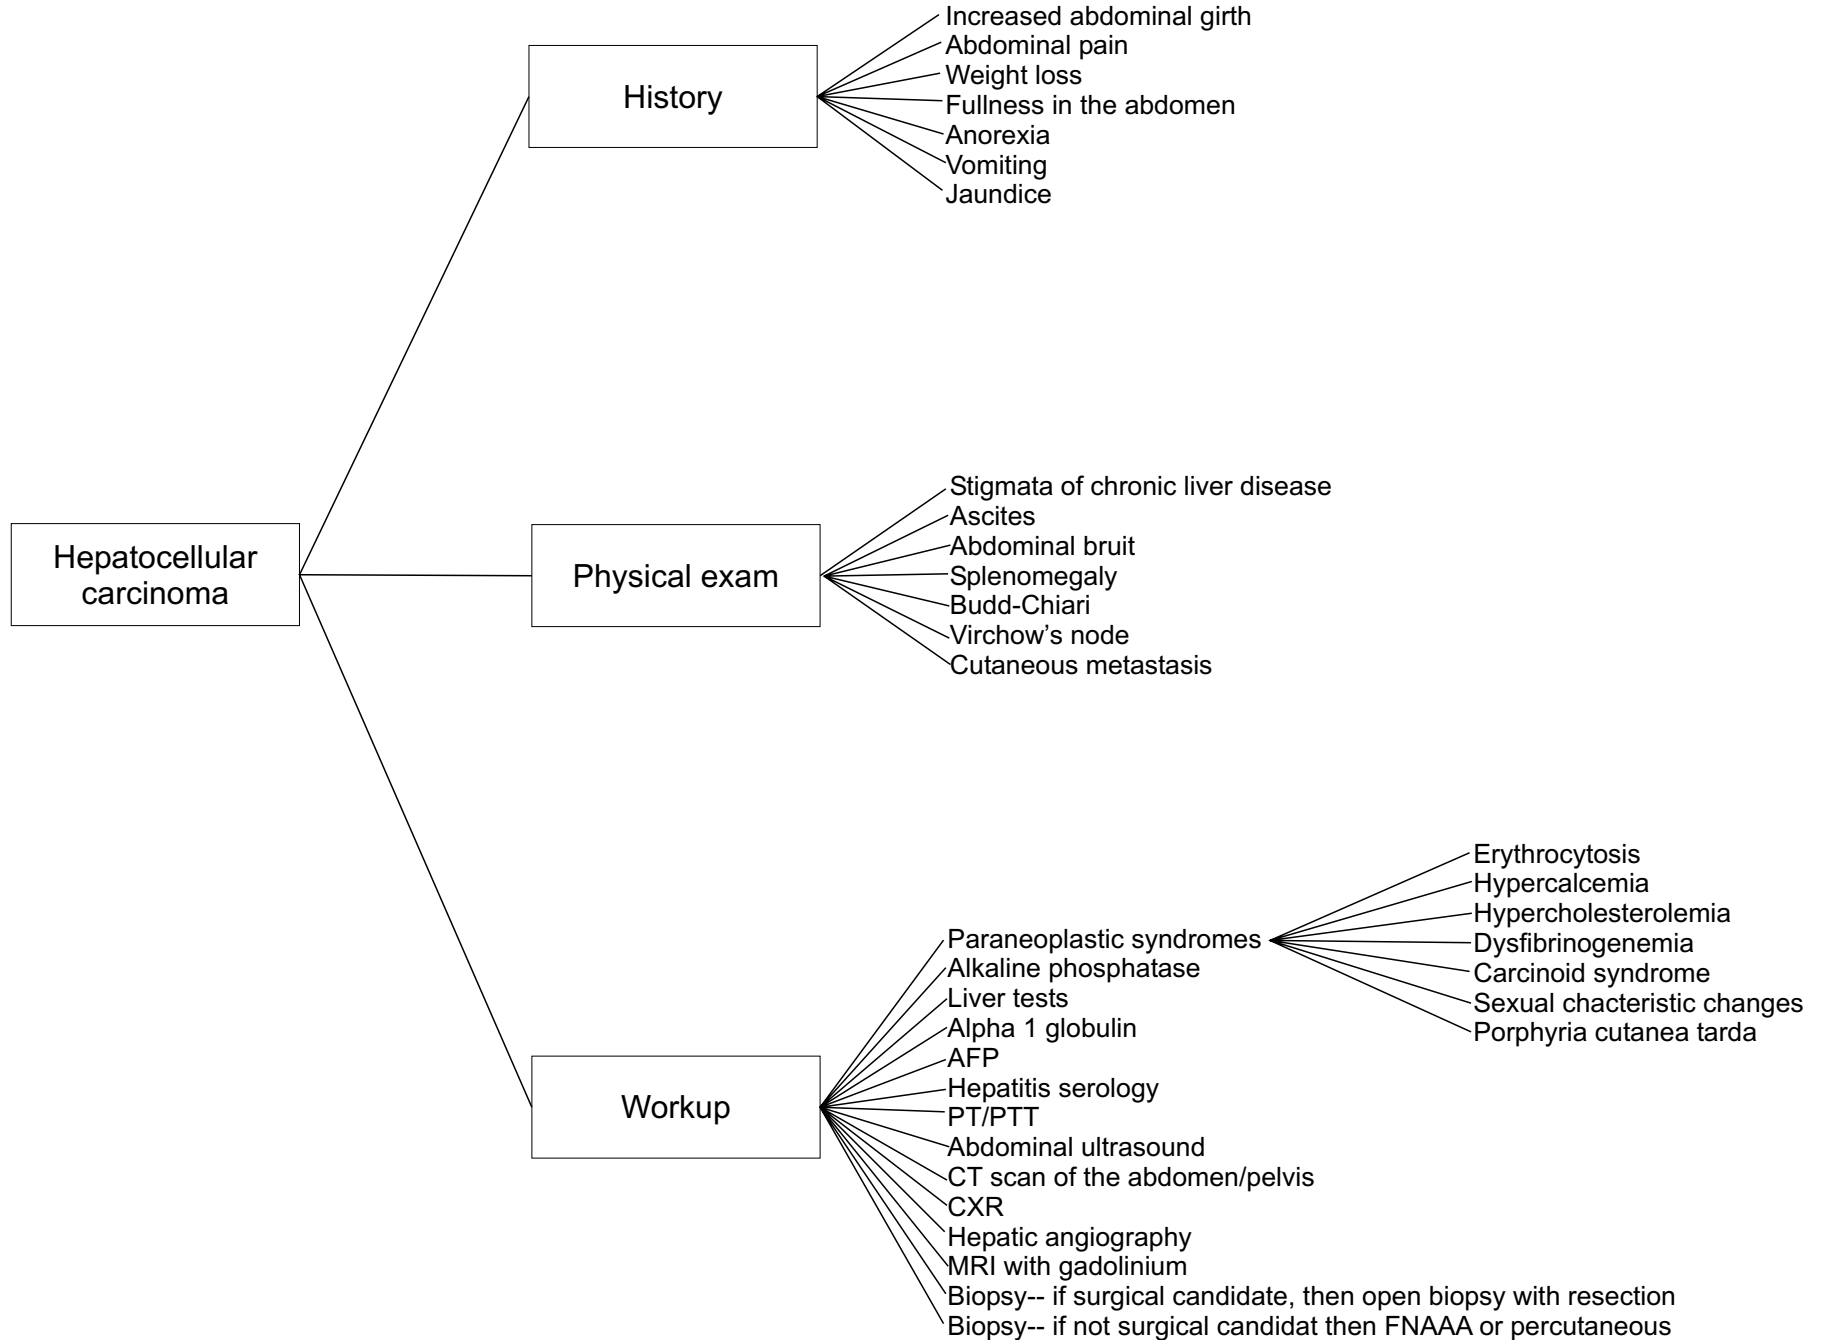 Increased abdominal girth
Abdominal pain
Weight loss
Fullness in the abdomen
Anorexia
Vomiting
Jaundice
History
Stigmata of chronic liver disease
Ascites
Abdominal bruit
Splenomegaly
Budd-Chiari
Virchow’s node
Cutaneous metastasis
Physical exam
Hepatocellular
carcinoma
Erythrocytosis
Hypercalcemia
Hypercholesterolemia
Dysfibrinogenemia
Carcinoid syndrome
Sexual chacteristic changes
Porphyria cutanea tarda
Paraneoplastic syndromes
Alkaline phosphatase
Liver tests
Alpha 1 globulin
AFP
Hepatitis serology
PT/PTT
Abdominal ultrasound
CT scan of the abdomen/pelvis
CXR
Hepatic angiography
MRI with gadolinium
Biopsy-- if surgical candidate, then open biopsy with resection
Biopsy-- if not surgical candidat then FNAAA or percutaneous
Workup